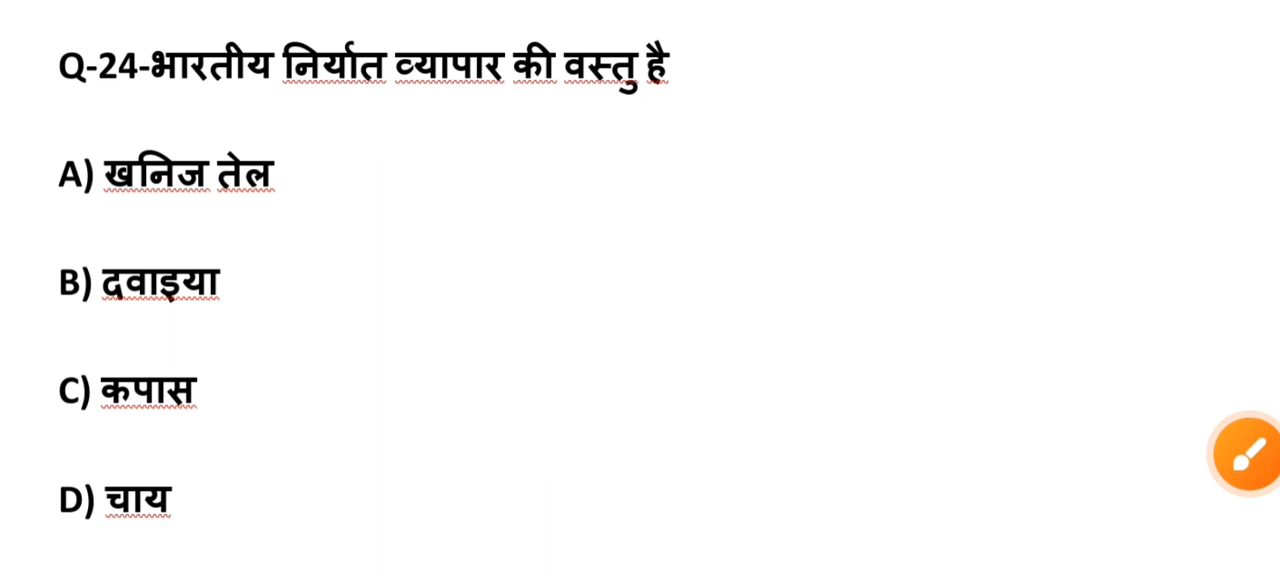 Q-24-भारतीय निर्यात व्यापार की वस्तु है
A) खनिज तेल
B) दवाइया
C) कपास
D) चाय